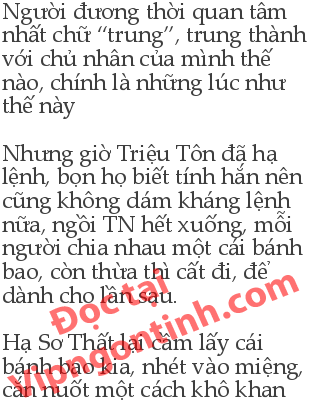 Người đương thời quan tâm
nhất chữ “trung”, trung thành
với chủ nhân của mình thế
nào, chính là những lúc như
thế này
Nhưng giờ Triệu Tôn đã hạ
lệnh, bọn họ biết tính hắn nên
cũng không dám kháng lệnh
nữa, ngồi TN hết xuống, mỗi
người chia nhau một cái bánh
bao, còn thừa thì cất đi, để
dành cho lần sau.
Hạ Sơ Thất lại cầm lấy cái
bánh bao kia, nhét vào miệng,
cắn nuốt một cách khô khan
Đọc tại
Vipngontinh.com